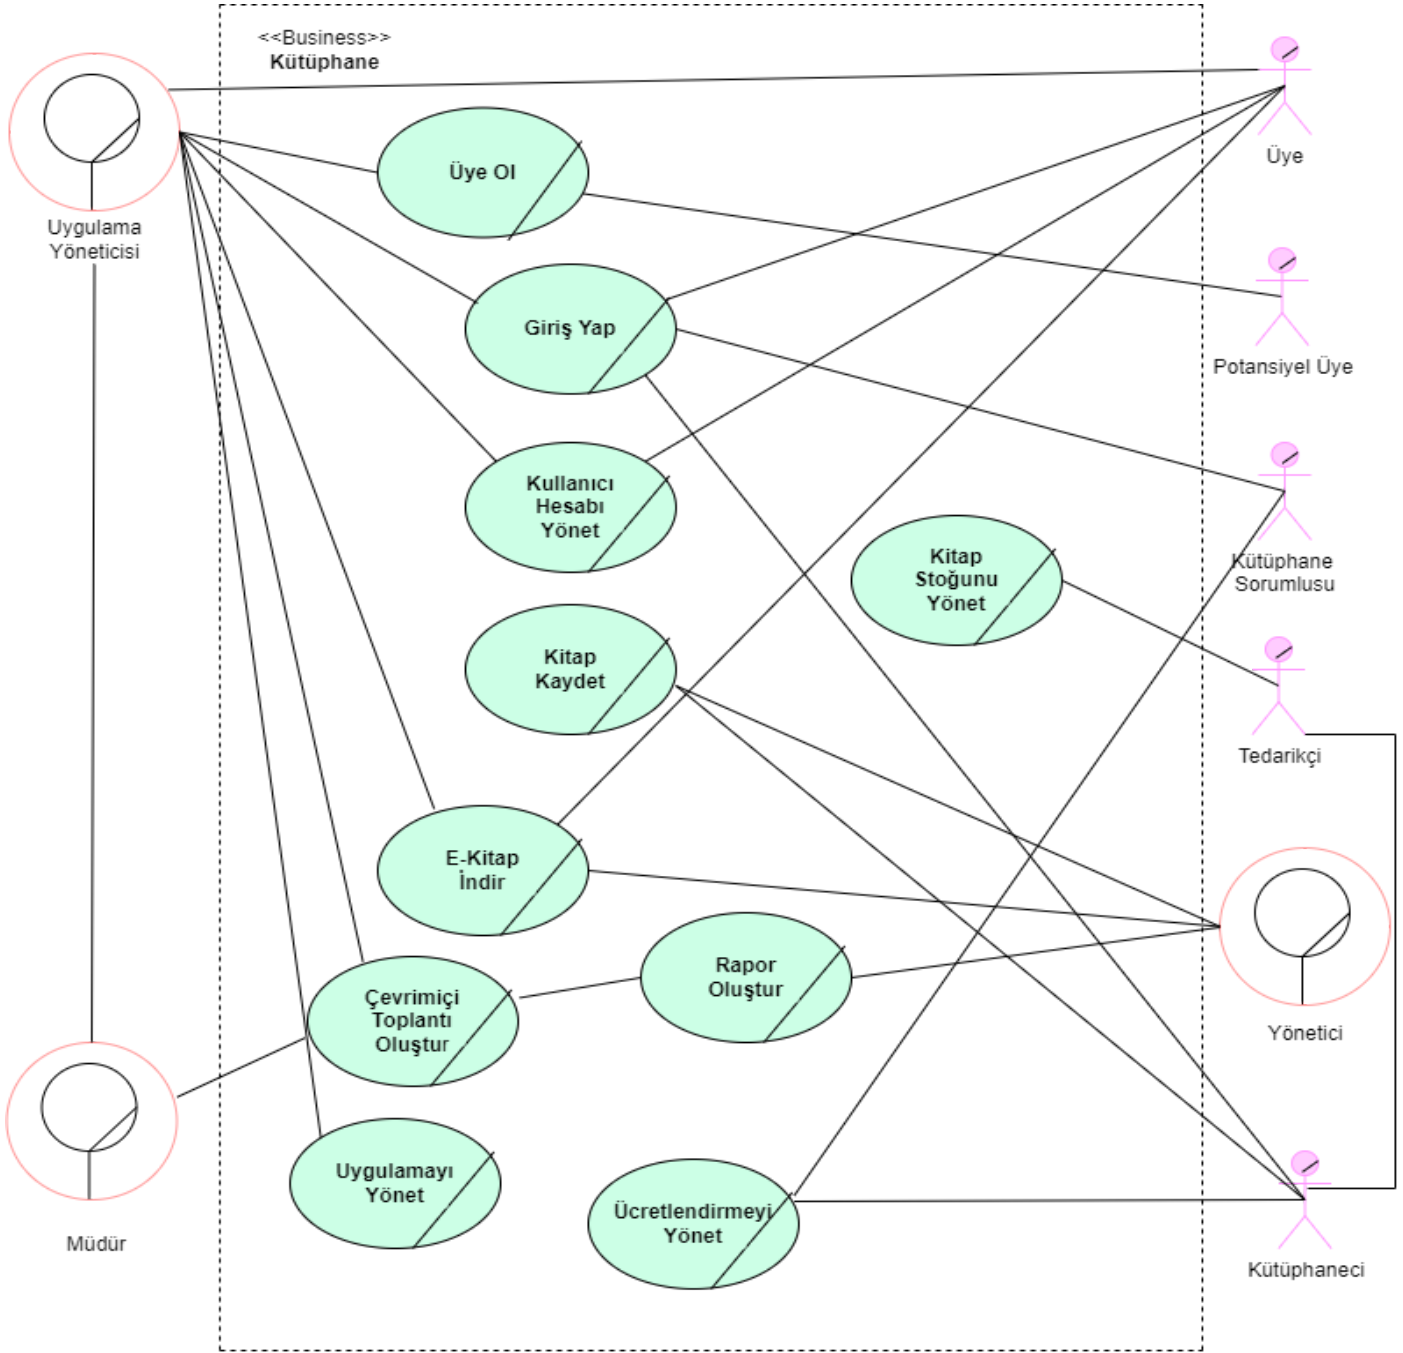 <<Business>>
Kütüphane
Uygulama
Yöneticisi
Üye
Üye Ol
Potansiyel Üye
Giriş Yap
Kullanıcı
Hesabı
Yönet
Kütüphane
Sorumlusu
Kitap
Stoğunu
Yönet
Kitap
Kaydet
Tedarikçi
E-Kitap
İndir
Rapor
Oluştur
Çevrimiçi
Toplantı
Oluştur
Yönetici
Uygulamayı
Yönet
Ücretlendirmeyi
Yönet
Müdür
Kütüphaneci